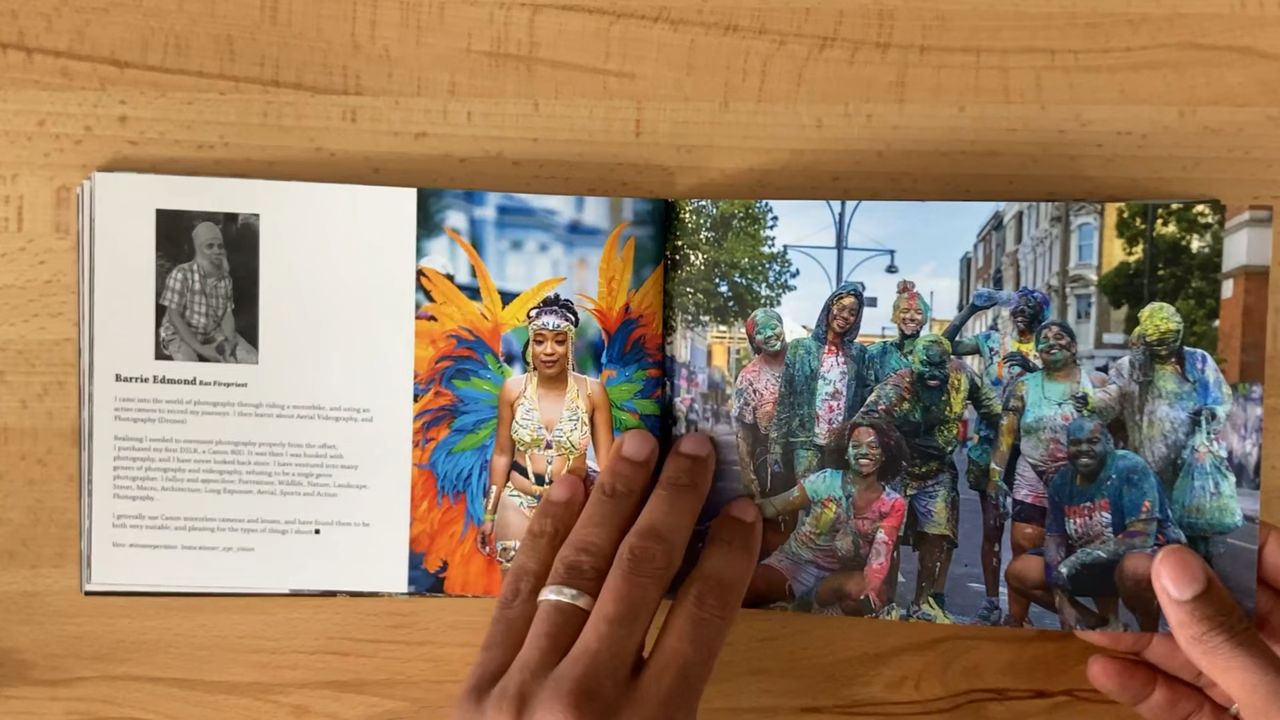 Barrie Edmond Kas Firepriest
I came into the world of photography through riding a motorbike, and using an
action camera to record my journeys. I then learnt about Aerial Videography, and
Photography (Drones).
Realising I needed to overcome photography properly from the offset,
I purchased my first DSLR, a Canon 80D. It was then I was hooked with
photography, and I have never looked back since. I have ventured into many
genres of photography and videography, refusing to be a single genre
photographer. I enjoy and appreciate: Portraiture, Wildlife, Nature, Landscape,
Street, Macro, Architecture, Long Exposure, Aerial, Sports and Action
Photography.
I generally use Canon mirrorless cameras and lenses, and have found them to be
both very suitable, and pleasing for the types of things I shoot.